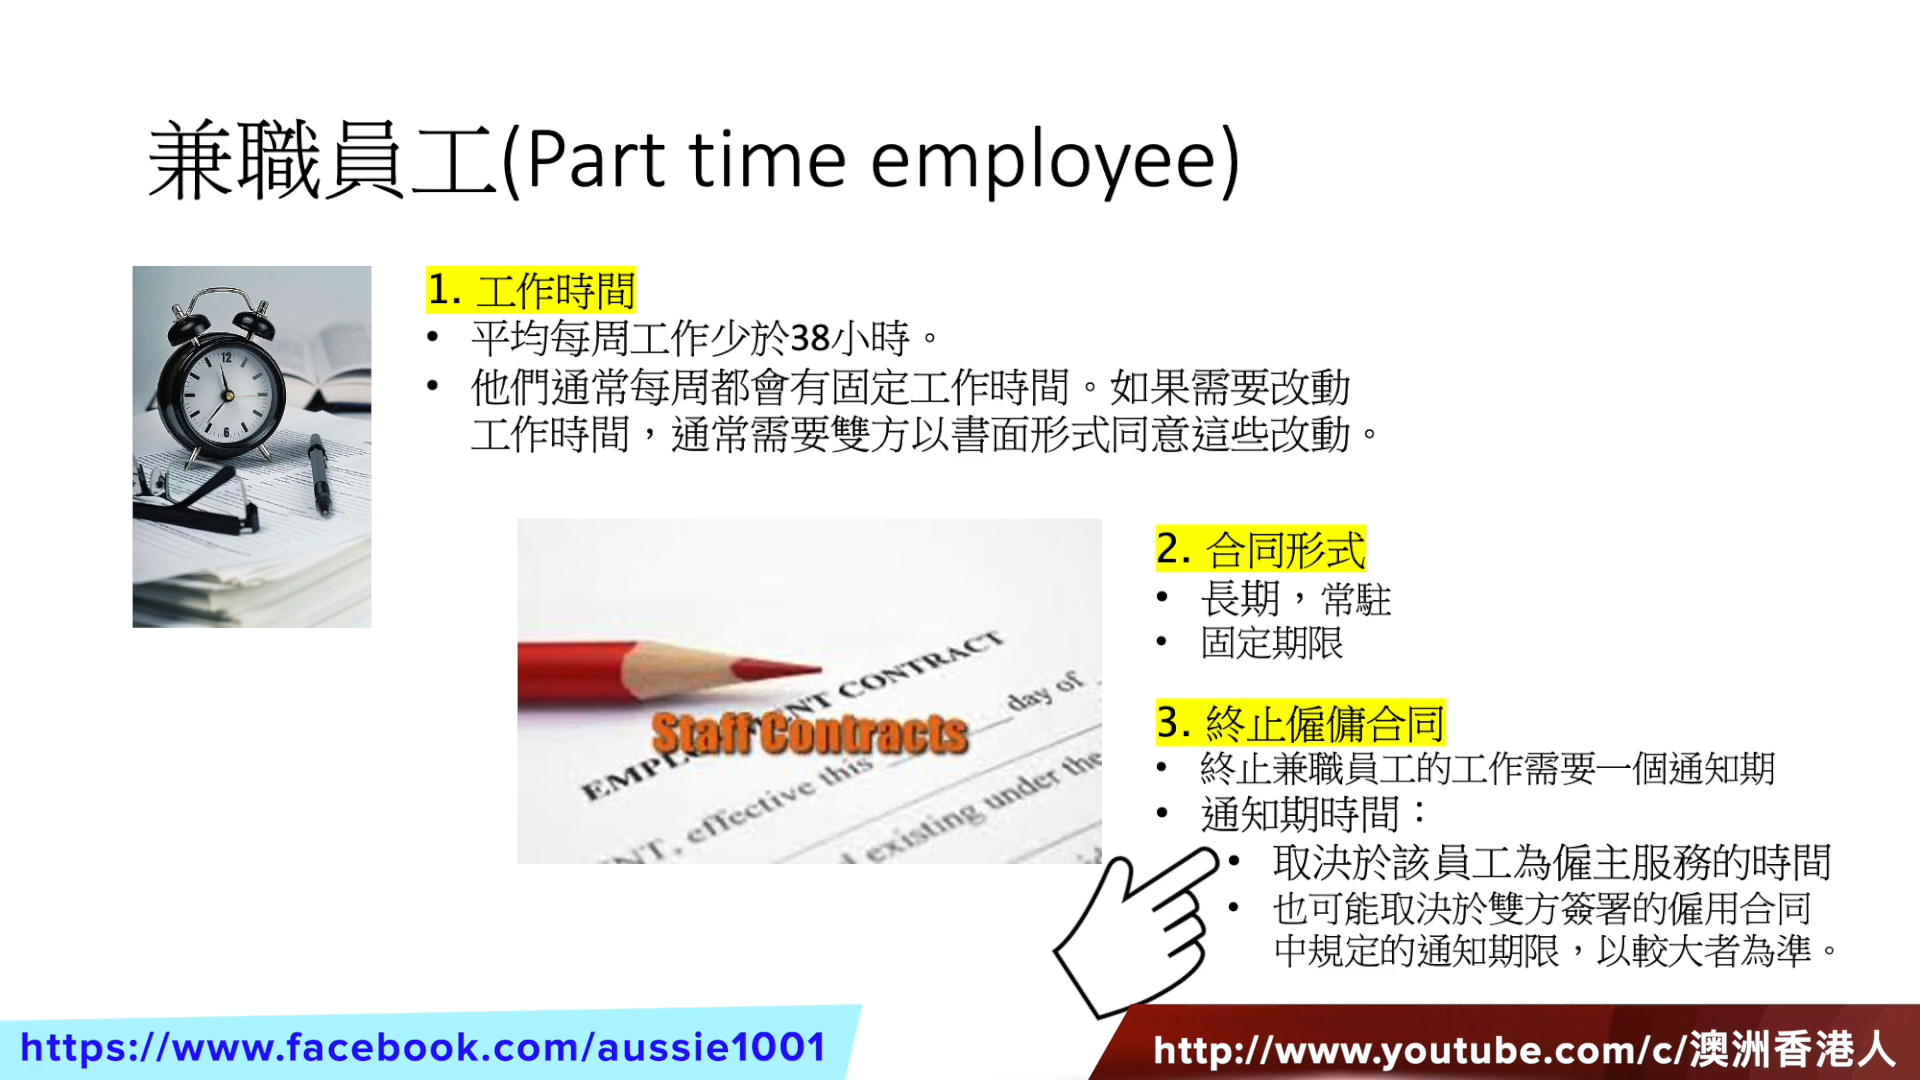 兼職員工(Part time employee)
1. 工作時間
• 平均每周工作少於38小時。
• 他們通常每周都會有固定工作時間。如果需要改動
工作時間，通常需要雙方以書面形式同意這些改動。
12
6
EMPLOYMENT CONTRACT
Staff Contracts
NT, effective this
day of
existing under the
2. 合同形式
• 長期，常駐
• 固定期限
3. 終止僱傭合同
• 終止兼職員工的工作需要一個通知期
• 通知期時間：
• 取決於該員工為僱主服務的時間
• 也可能取決於雙方簽署的僱用合同
中規定的通知期限，以較大者為準。
https://www.facebook.com/aussie1001
http://www.youtube.com/c/澳洲香港人